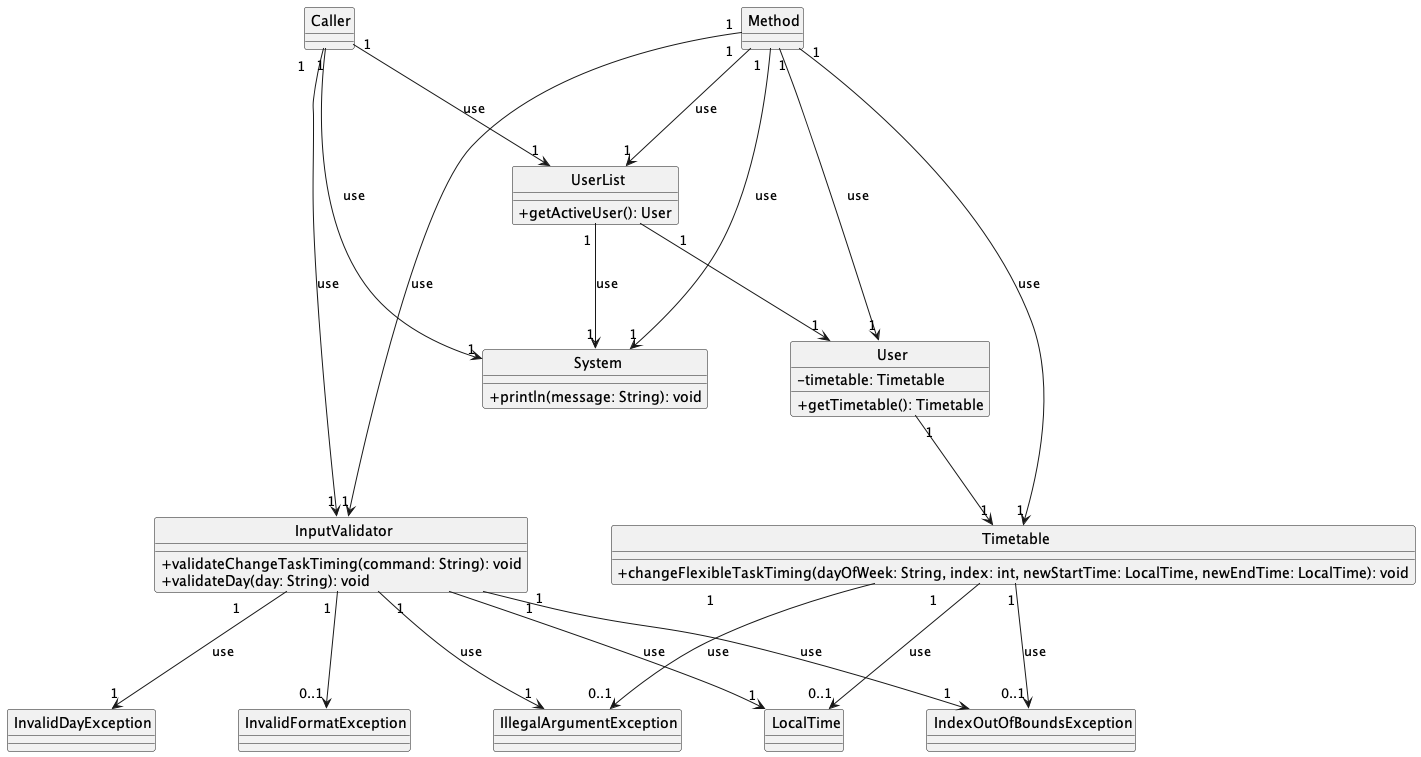 Caller
Method
1
1
1
1
1
1
1
1
1
use
use
1
1
UserList
+getActiveUser(): User
use
use
use
1
1
use
use
use
use
1
1
1
1
1
System
+println(message: String): void
User
-timetable: Timetable
+getTimetable(): Timetable
1
1
1
1
1
InputValidator
+validateChangeTaskTiming(command: String): void
+validateDay(day: String): void
Timetable
+changeFlexibleTaskTiming(dayOfWeek: String, index: int, newStartTime: LocalTime, newEndTime: LocalTime): void
1
1
1
1
1
1
1
1
use
use
use
use
use
use
use
1
0..1
1
0..1
1
0..1
1
0..1
InvalidDayException
InvalidFormatException
IllegalArgumentException
LocalTime
IndexOutOfBoundsException